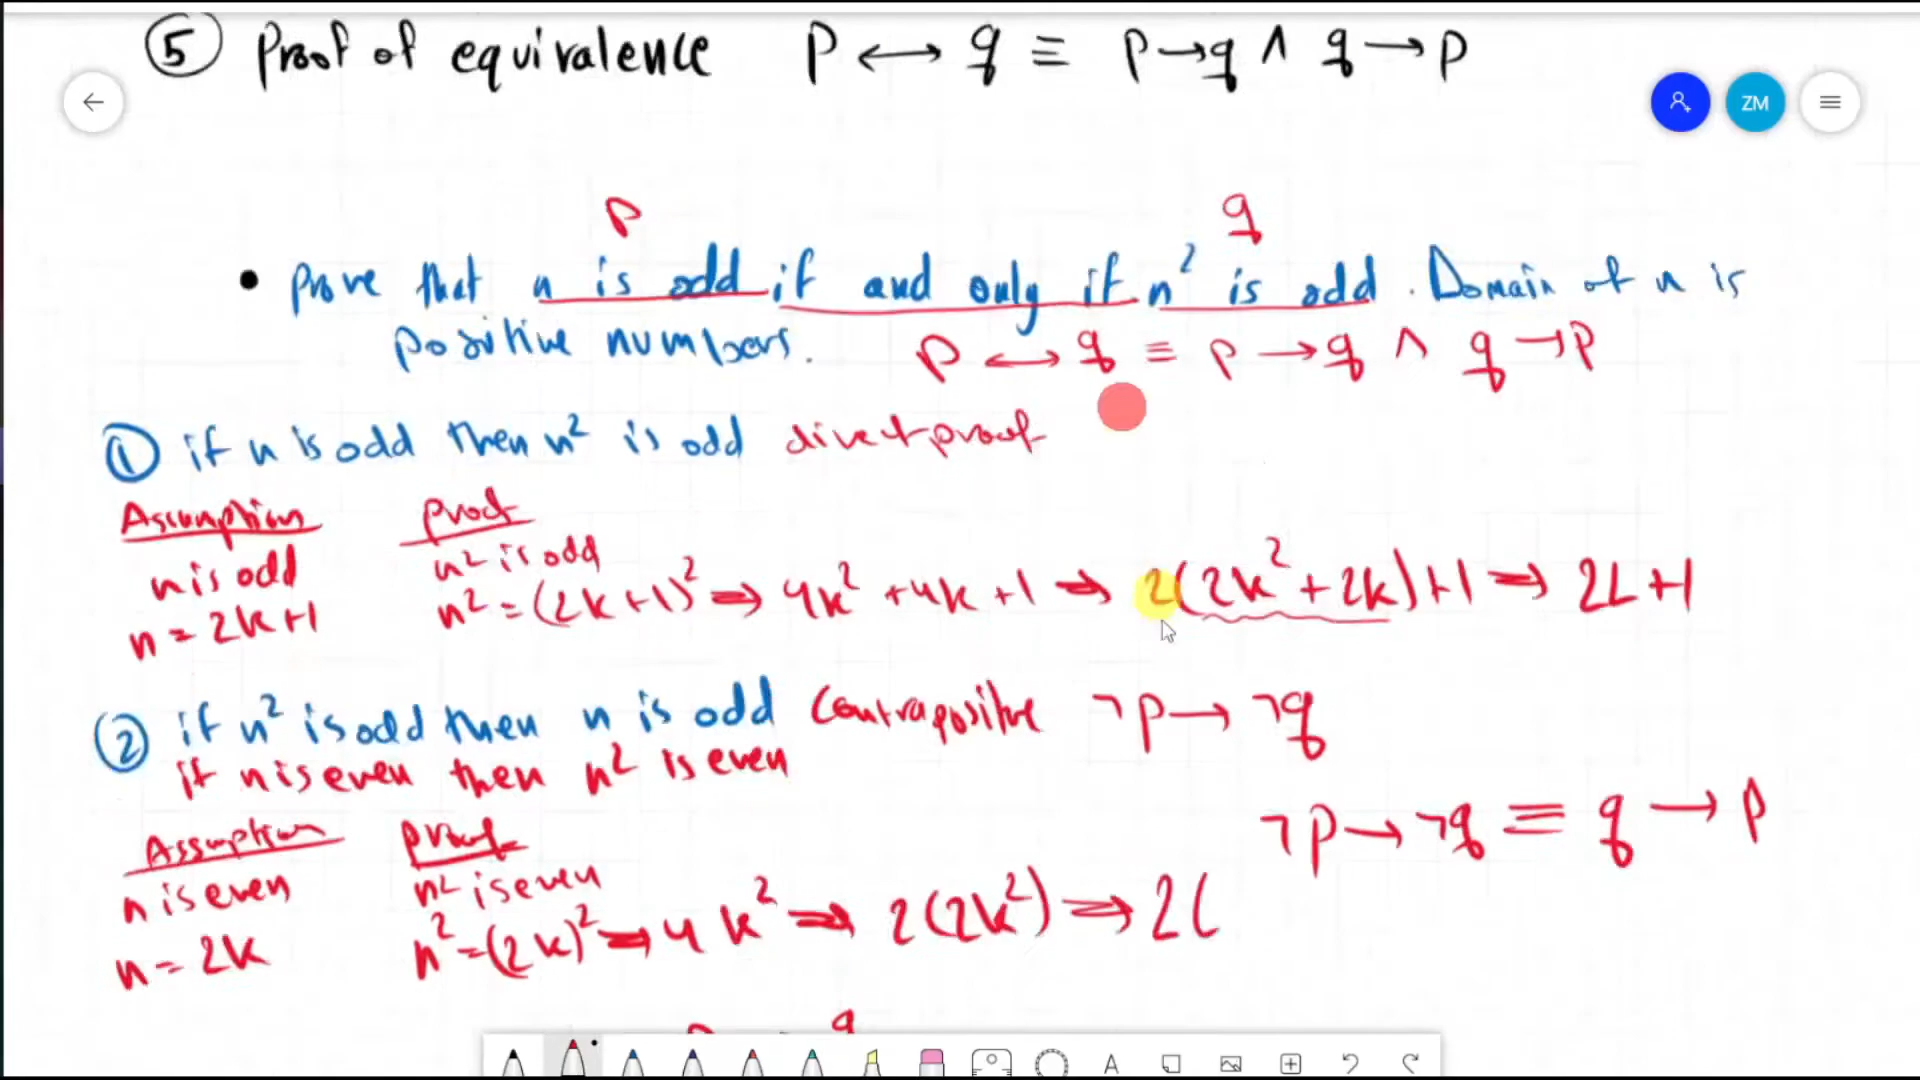 ⑤ Proof of equivalence P ↔ q ≡ p→q ∧ q→p
ZM
P q
• Prove that n is odd if and only if n² is odd. Domain of n is
positive numbers. P ↔ q ≡ p → q ∧ q → p
① if n is odd then n² is odd direct proof
Assumption proof
n is odd n² is odd
n = 2k+1 n² = (2k+1)² ⇒ 4k² + 4k + 1 ⇒ 2(2k² + 2k)+1 ⇒ 2L+1
② if n² is odd then n is odd Contrapositive ¬p → ¬q
if n is even then n² is even
¬p → ¬q ≡ q → p
Assumption proof
n is even n² is even
n = 2k n² = (2k)² ⇒ 4k² ⇒ 2(2k²) ⇒ 2l
q
A